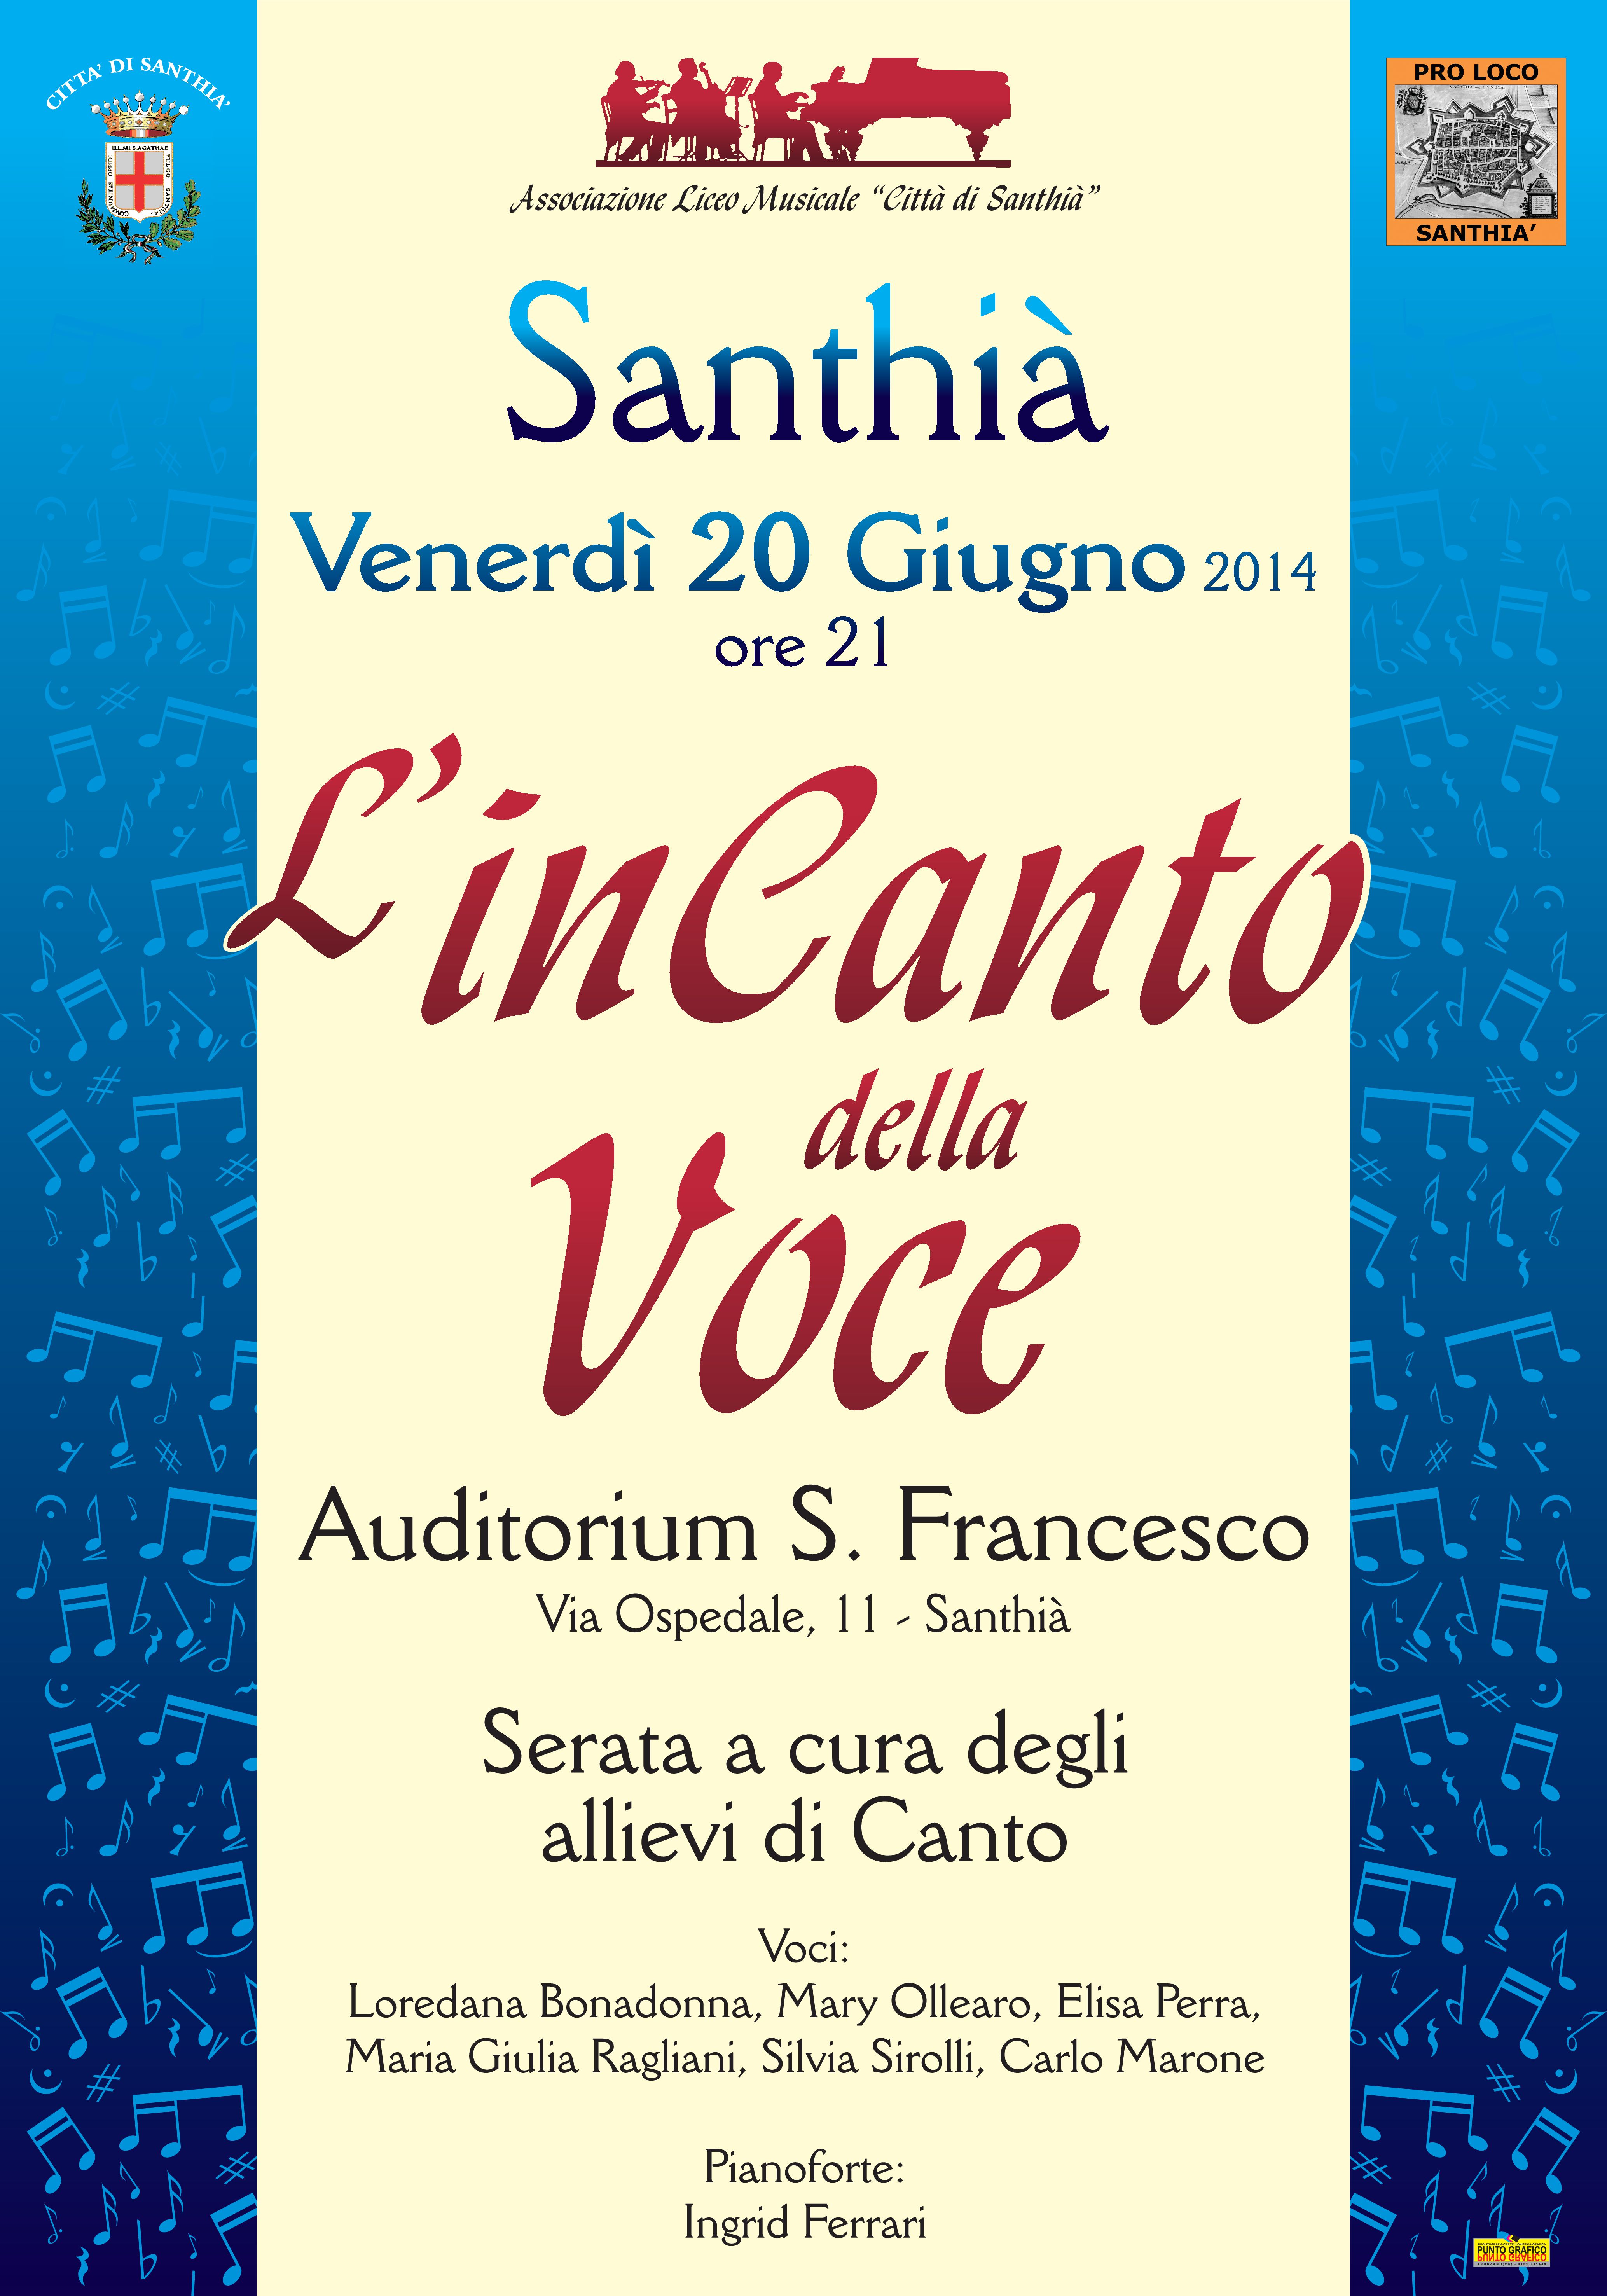 CITTA' DI SANTHIA'
PRO LOCO
SANTHIA'
Associazione Liceo Musicale “Città di Santhià”
Santhià
Venerdì 20 Giugno 2014
ore 21
L'inCanto
della
Voce
Auditorium S. Francesco
Via Ospedale, 11 - Santhià
Serata a cura degli
allievi di Canto
Voci:
Loredana Bonadonna, Mary Ollearo, Elisa Perra,
Maria Giulia Ragliani, Silvia Sirolli, Carlo Marone
Pianoforte:
Ingrid Ferrari
PUNTO GRAFICO
PUNTO GRAFICO